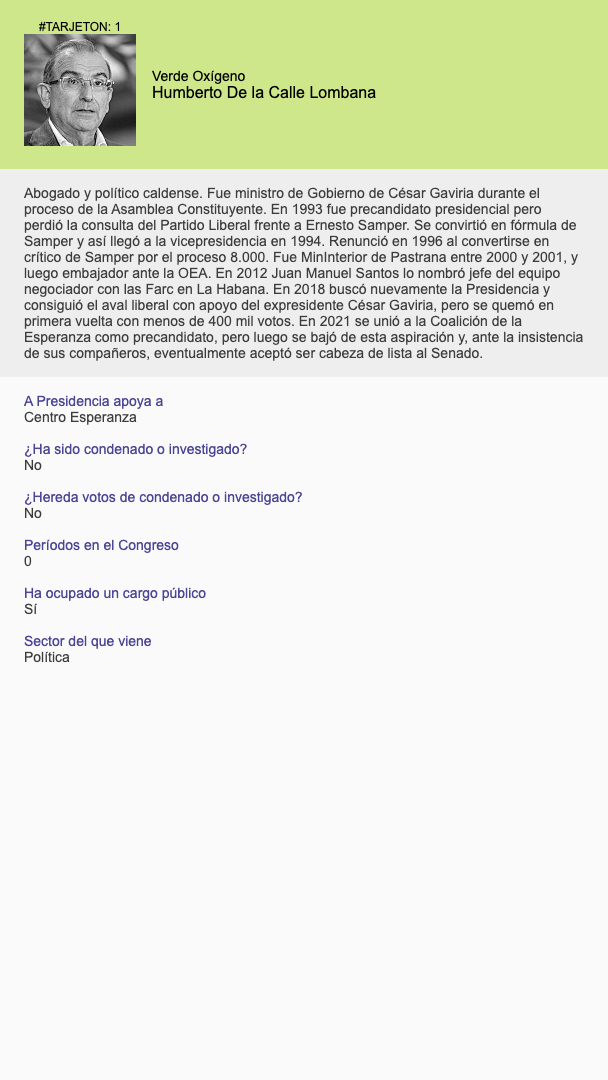 #TARJETON: 1
Verde Oxígeno
Humberto De la Calle Lombana
Abogado y político caldense. Fue ministro de Gobierno de César Gaviria durante el
proceso de la Asamblea Constituyente. En 1993 fue precandidato presidencial pero
perdió la consulta del Partido Liberal frente a Ernesto Samper. Se convirtió en fórmula de
Samper y así llegó a la vicepresidencia en 1994. Renunció en 1996 al convertirse en
crítico de Samper por el proceso 8.000. Fue MinInterior de Pastrana entre 2000 y 2001, y
luego embajador ante la OEA. En 2012 Juan Manuel Santos lo nombró jefe del equipo
negociador con las Farc en La Habana. En 2018 buscó nuevamente la Presidencia y
consiguió el aval liberal con apoyo del expresidente César Gaviria, pero se quemó en
primera vuelta con menos de 400 mil votos. En 2021 se unió a la Coalición de la
Esperanza como precandidato, pero luego se bajó de esta aspiración y, ante la insistencia
de sus compañeros, eventualmente aceptó ser cabeza de lista al Senado.
A Presidencia apoya a
Centro Esperanza
¿Ha sido condenado o investigado?
No
¿Hereda votos de condenado o investigado?
No
Períodos en el Congreso
0
Ha ocupado un cargo público
Sí
Sector del que viene
Política